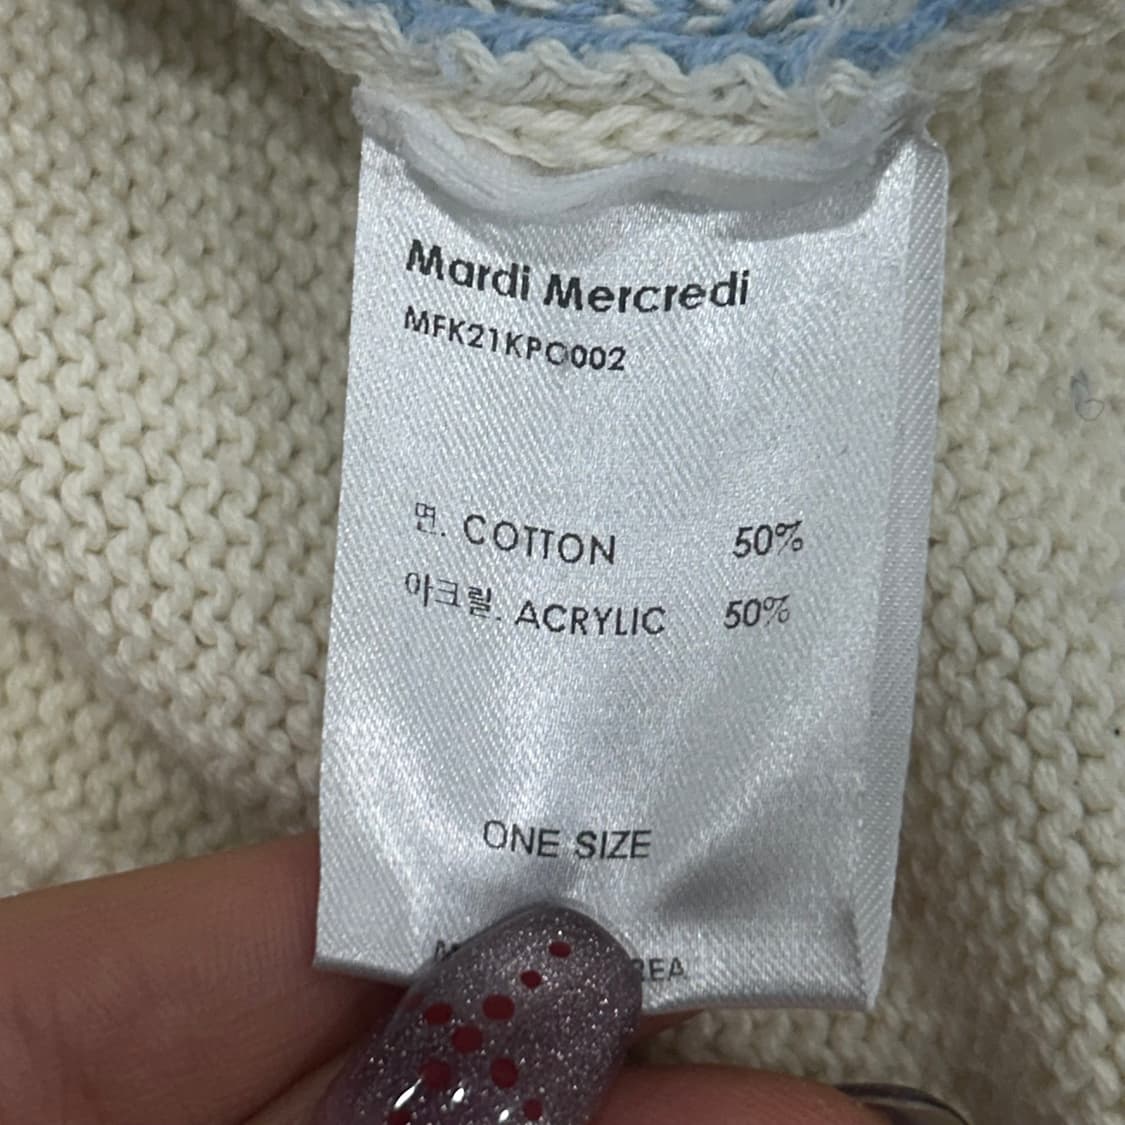 Mardi Mercredi
MFK21KPO002
면. COTTON 50%
아크릴. ACRYLIC 50%
ONE SIZE